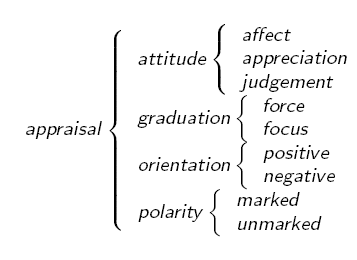 affect
attitude
appreciation
judgement
force
graduation
focus
appraisal
positive
orientation
negative
marked
polarity
unmarked